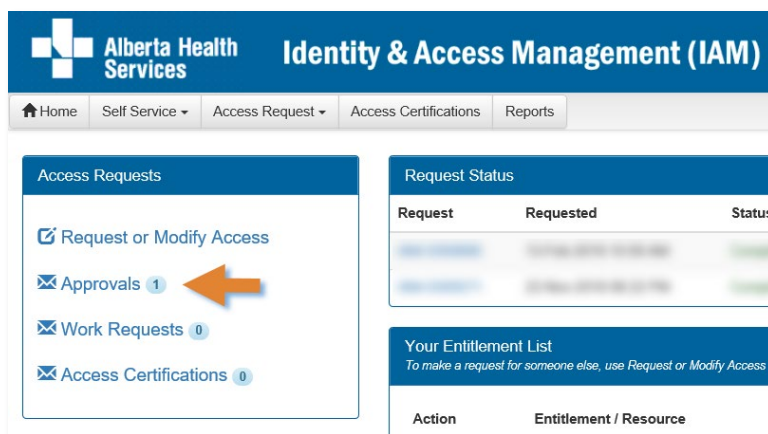 Alberta Health
Services
Identity & Access Management (IAM)
Home Self Service Access Request Access Certifications Reports
Access Requests
Request or Modify Access
Approvals 1
Work Requests 0
Access Certifications 0
Request Status
Request Requested Status
Your Entitlement List
To make a request for someone else, use Request or Modify Access
Action Entitlement / Resource